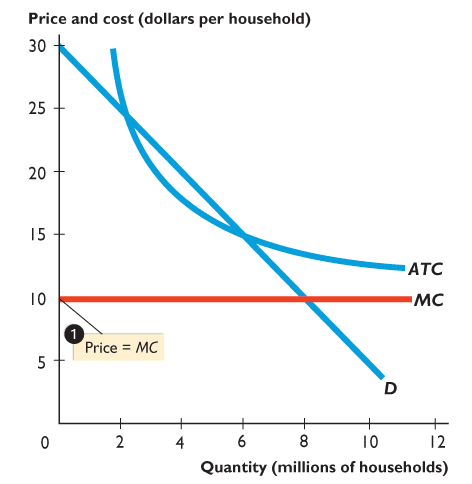 Price and cost (dollars per household)
30
25
20
15
ATC
10
MC
1
Price = MC
5
D
0 2 4 6 8 10 12
Quantity (millions of households)